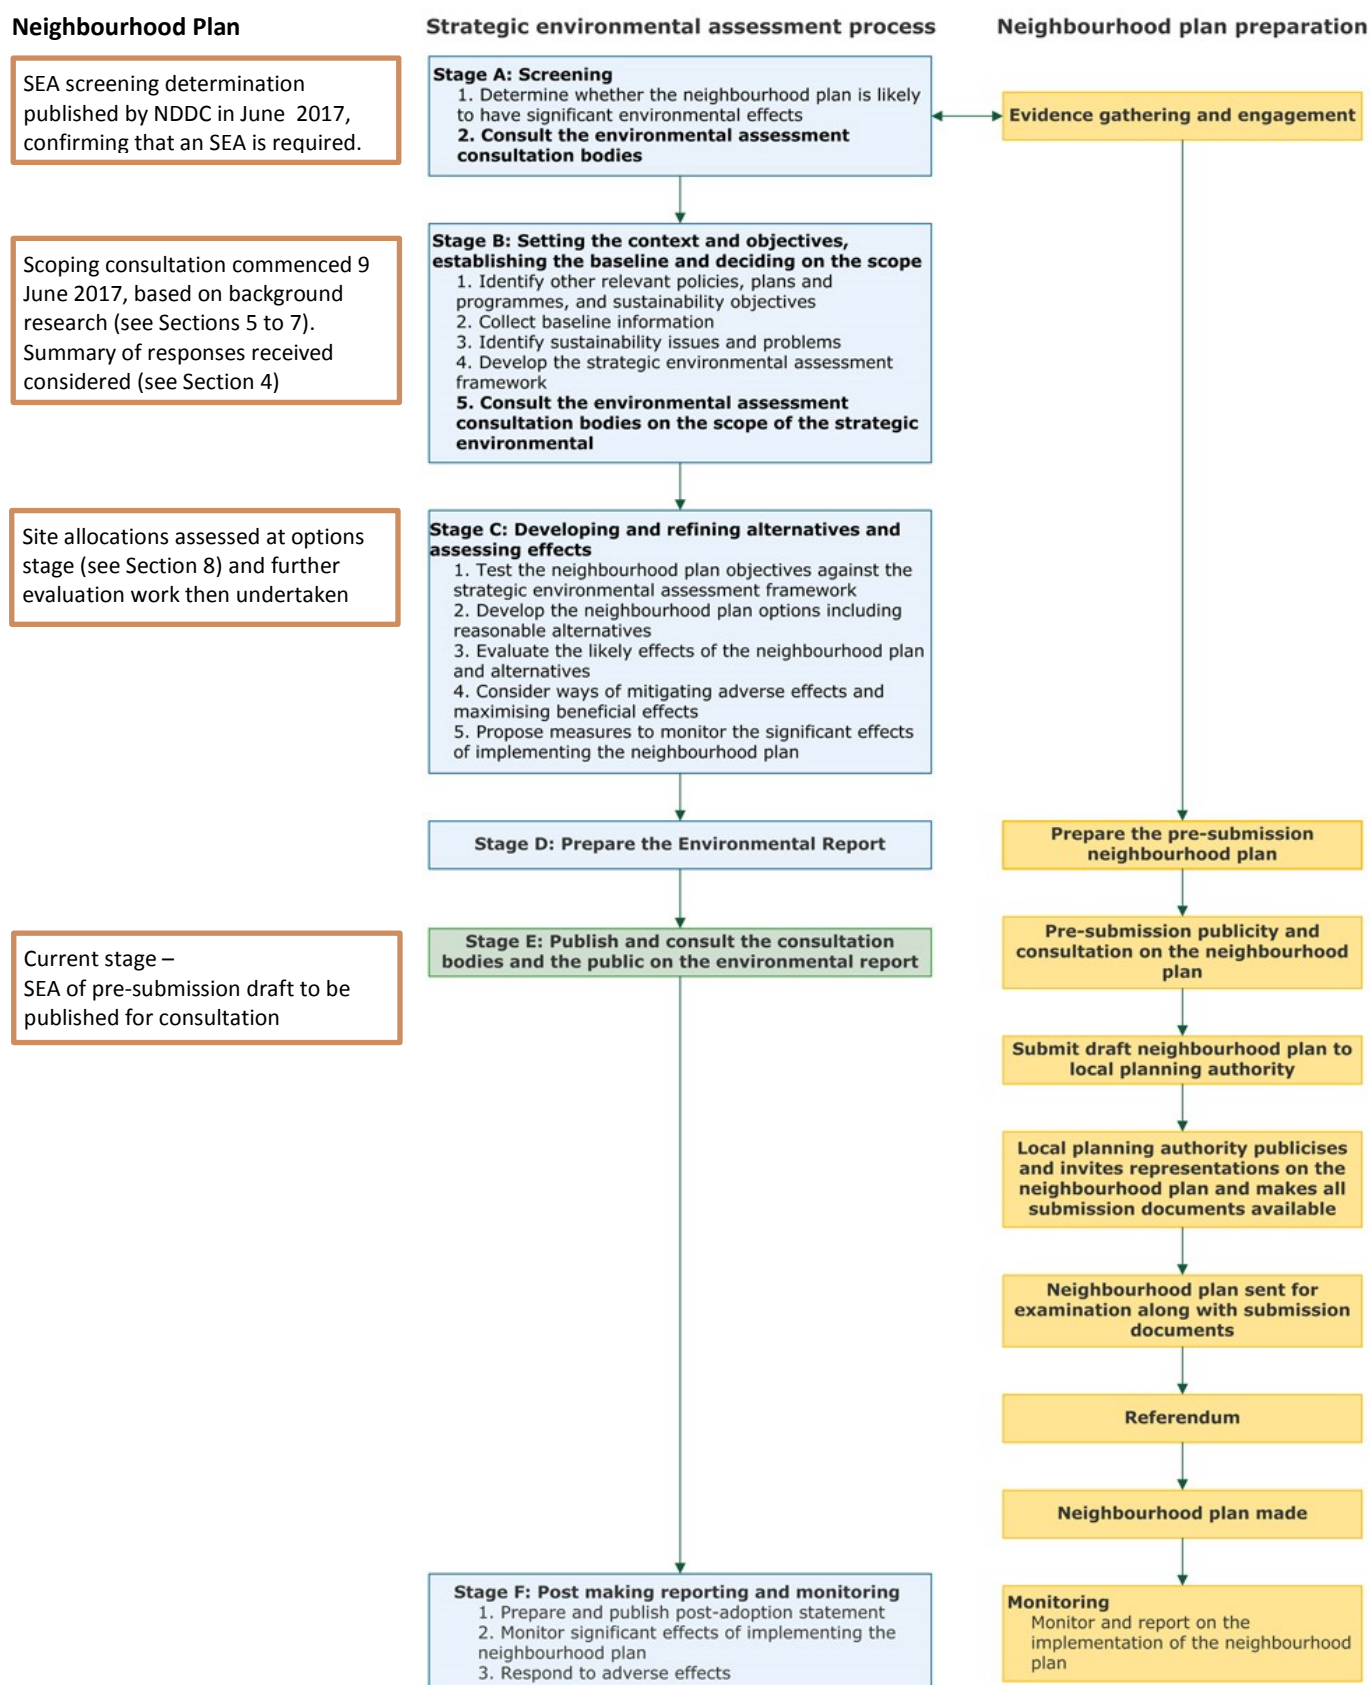 Neighbourhood Plan
Strategic environmental assessment process
Neighbourhood plan preparation
SEA screening determination
published by NDDC in June  2017,
confirming that an SEA is required.
Stage A: Screening
1. Determine whether the neighbourhood plan is likely
to have significant environmental effects
2. Consult the environmental assessment
consultation bodies
Evidence gathering and engagement
Scoping consultation commenced 9
June 2017, based on background
research (see Sections 5 to 7).
Summary of responses received
considered (see Section 4)
Stage B: Setting the context and objectives,
establishing the baseline and deciding on the scope
1. Identify other relevant policies, plans and
programmes, and sustainability objectives
2. Collect baseline information
3. Identify sustainability issues and problems
4. Develop the strategic environmental assessment
framework
5. Consult the environmental assessment
consultation bodies on the scope of the strategic
environmental
Site allocations assessed at options
stage (see Section 8) and further
evaluation work then undertaken
Stage C: Developing and refining alternatives and
assessing effects
1. Test the neighbourhood plan objectives against the
strategic environmental assessment framework
2. Develop the neighbourhood plan options including
reasonable alternatives
3. Evaluate the likely effects of the neighbourhood plan
and alternatives
4. Consider ways of mitigating adverse effects and
maximising beneficial effects
5. Propose measures to monitor the significant effects
of implementing the neighbourhood plan
Stage D: Prepare the Environmental Report
Prepare the pre-submission
neighbourhood plan
Current stage –
SEA of pre-submission draft to be
published for consultation
Stage E: Publish and consult the consultation
bodies and the public on the environmental report
Pre-submission publicity and
consultation on the neighbourhood
plan
Submit draft neighbourhood plan to
local planning authority
Local planning authority publicises
and invites representations on the
neighbourhood plan and makes all
submission documents available
Neighbourhood plan sent for
examination along with submission
documents
Referendum
Neighbourhood plan made
Stage F: Post making reporting and monitoring
1. Prepare and publish post-adoption statement
2. Monitor significant effects of implementing the
neighbourhood plan
3. Respond to adverse effects
Monitoring
Monitor and report on the
implementation of the neighbourhood
plan